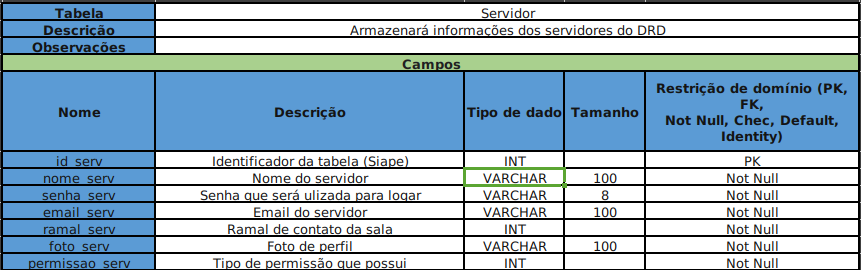 Tabela Servidor
Descrição Armazenará informações dos servidores do DRD
Observações
Campos
Nome Descrição Tipo de dado Tamanho Restrição de domínio (PK,
FK,
Not Null, Chec, Default,
Identity)
id_serv Identificador da tabela (Siape) INT PK
nome_serv Nome do servidor VARCHAR 100 Not Null
senha_serv Senha que será ulizada para logar VARCHAR 8 Not Null
email_serv Email do servidor VARCHAR 100 Not Null
ramal_serv Ramal de contato da sala INT Not Null
foto_serv Foto de perfil VARCHAR 100 Not Null
permissao_serv Tipo de permissão que possui INT Not Null